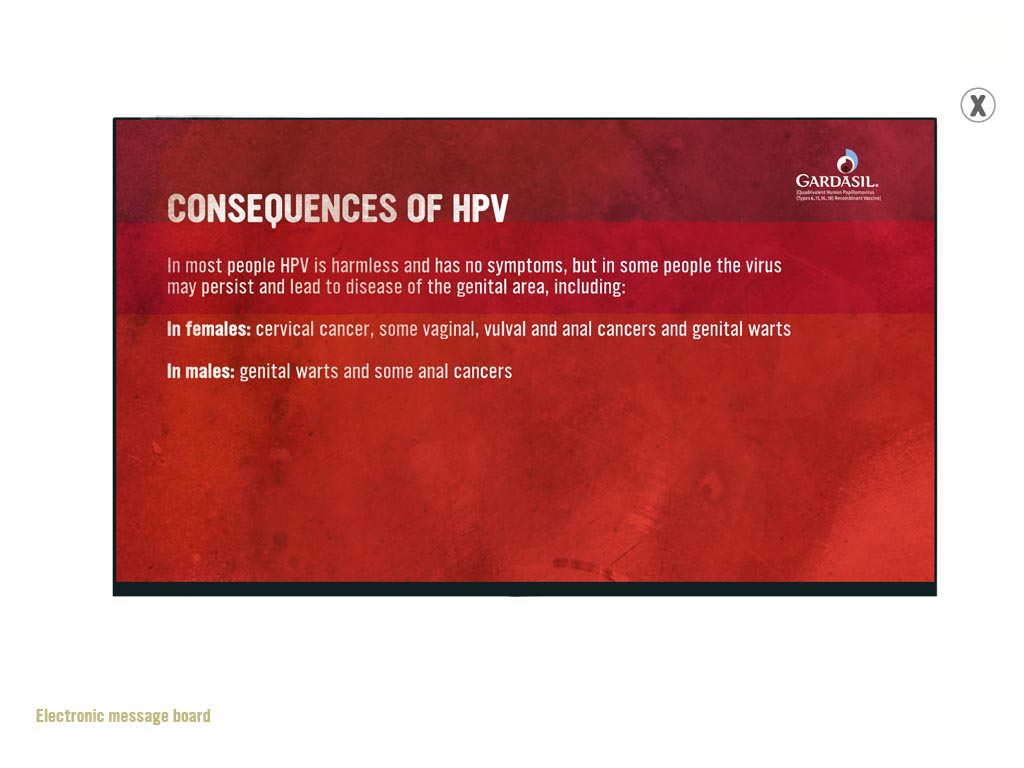 X
GARDASIL®
[Quadrivalent Human Papillomavirus
(Types 6, 11, 16, 18) Recombinant Vaccine]
CONSEQUENCES OF HPV
In most people HPV is harmless and has no symptoms, but in some people the virus
may persist and lead to disease of the genital area, including:
In females: cervical cancer, some vaginal, vulval and anal cancers and genital warts
In males: genital warts and some anal cancers
Electronic message board